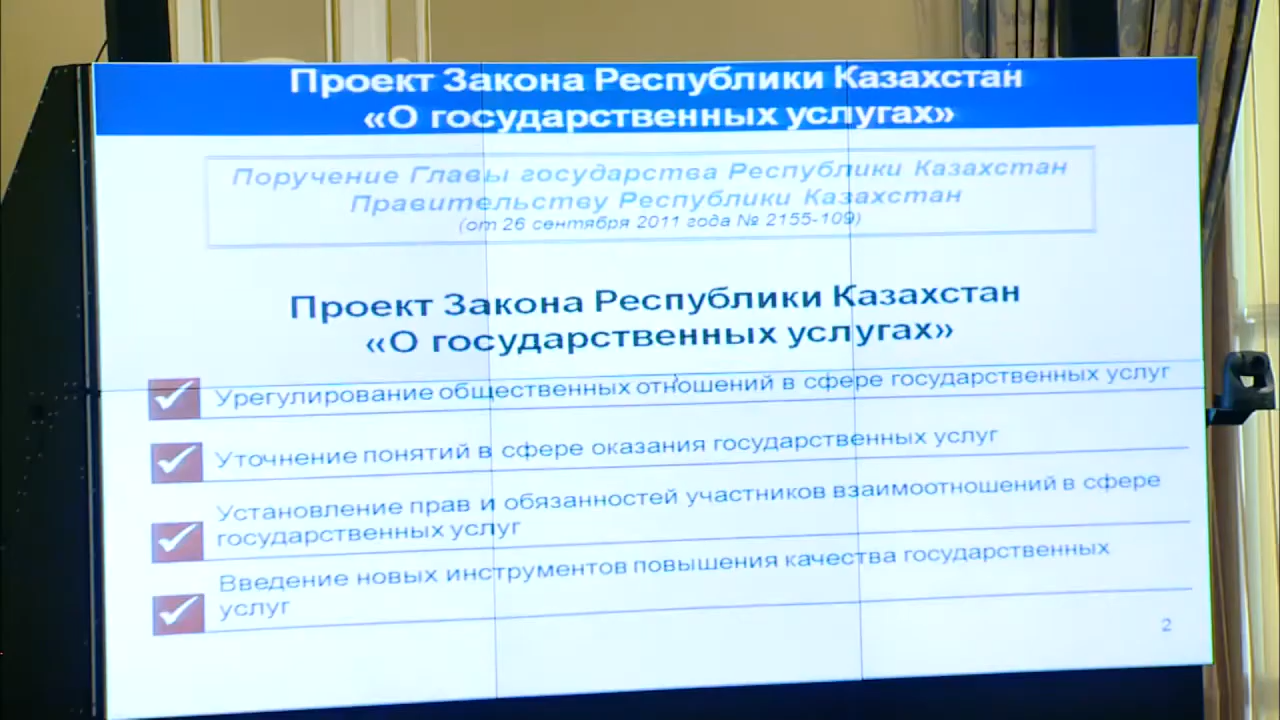 Проект Закона Республики Казахстан
«О государственных услугах»
Поручение Главы государства Республики Казахстан
Правительству Республики Казахстан
(от 26 сентября 2011 года № 2155-109)
Проект Закона Республики Казахстан
«О государственных услугах»
Урегулирование общественных отношений в сфере государственных услуг
Уточнение понятий в сфере оказания государственных услуг
Установление прав и обязанностей участников взаимоотношений в сфере
государственных услуг
Введение новых инструментов повышения качества государственных
услуг
2